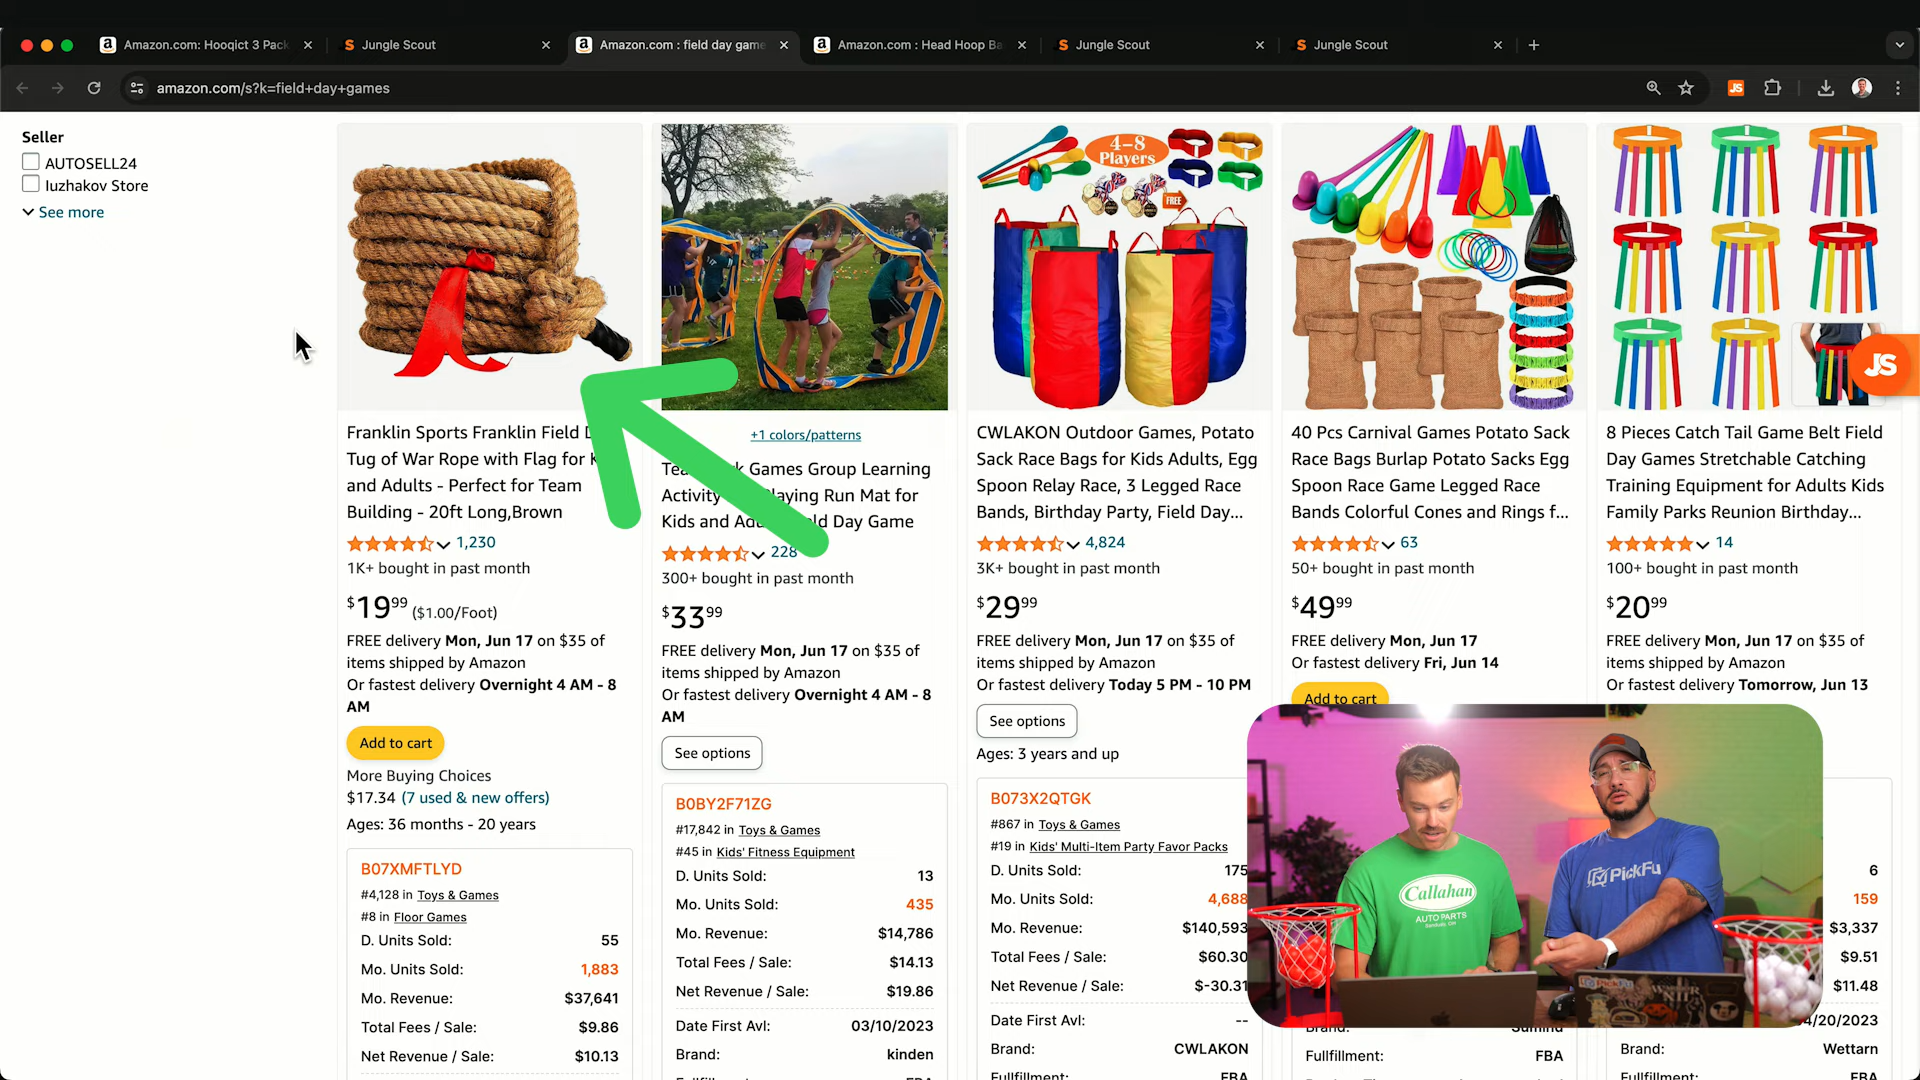 Amazon.com: Hooqict 3 Pack
Jungle Scout
Amazon.com : field day game
Amazon.com : Head Hoop Ba
Jungle Scout
Jungle Scout
amazon.com/s?k=field+day+games
JS
Seller
AUTOSELL24
Iuzhakov Store
See more
4-8
Players
FREE
JS
Franklin Sports Franklin Field
Tug of War Rope with Flag for
and Adults - Perfect for Team
Building - 20ft Long,Brown
1,230
1K+ bought in past month
$19.99 ($1.00/Foot)
FREE delivery Mon, Jun 17 on $35 of
items shipped by Amazon
Or fastest delivery Overnight 4 AM - 8
AM
Add to cart
More Buying Choices
$17.34 (7 used & new offers)
Ages: 36 months - 20 years
B07XMFTLYD
#4,128 in Toys & Games
#8 in Floor Games
D. Units Sold: 55
Mo. Units Sold: 1,883
Mo. Revenue: $37,641
Total Fees / Sale: $9.86
Net Revenue / Sale: $10.13
+1 colors/patterns
Games Group Learning
Activity Playing Run Mat for
Kids and Day Game
228
300+ bought in past month
$33.99
FREE delivery Mon, Jun 17 on $35 of
items shipped by Amazon
Or fastest delivery Overnight 4 AM - 8
AM
See options
B0BY2F71ZG
#17,842 in Toys & Games
#45 in Kids' Fitness Equipment
D. Units Sold: 13
Mo. Units Sold: 435
Mo. Revenue: $14,786
Total Fees / Sale: $14.13
Net Revenue / Sale: $19.86
Date First Avl: 03/10/2023
Brand: kinden
CWLAKON Outdoor Games, Potato
Sack Race Bags for Kids Adults, Egg
Spoon Relay Race, 3 Legged Race
Bands, Birthday Party, Field Day...
4,824
3K+ bought in past month
$29.99
FREE delivery Mon, Jun 17 on $35 of
items shipped by Amazon
Or fastest delivery Today 5 PM - 10 PM
See options
Ages: 3 years and up
B073X2QTGK
#867 in Toys & Games
#19 in Kids' Multi-Item Party Favor Packs
D. Units Sold: 175
Mo. Units Sold: 4,688
Mo. Revenue: $140,593
Total Fees / Sale: $60.30
Net Revenue / Sale: $-30.31
Date First Avl: --
Brand: CWLAKON
Fullfillment: FBA
40 Pcs Carnival Games Potato Sack
Race Bags Burlap Potato Sacks Egg
Spoon Race Game Legged Race
Bands Colorful Cones and Rings f...
63
50+ bought in past month
$49.99
FREE delivery Mon, Jun 17
Or fastest delivery Fri, Jun 14
Add to cart
Fullfillment: FBA
8 Pieces Catch Tail Game Belt Field
Day Games Stretchable Catching
Training Equipment for Adults Kids
Family Parks Reunion Birthday...
14
100+ bought in past month
$20.99
FREE delivery Mon, Jun 17 on $35 of
items shipped by Amazon
Or fastest delivery Tomorrow, Jun 13
6
159
$3,337
$9.51
$11.48
4/20/2023
Brand: Wettarn
Fullfillment: FBA
Callahan
AUTO PARTS
Sandusky, OH
PickFu